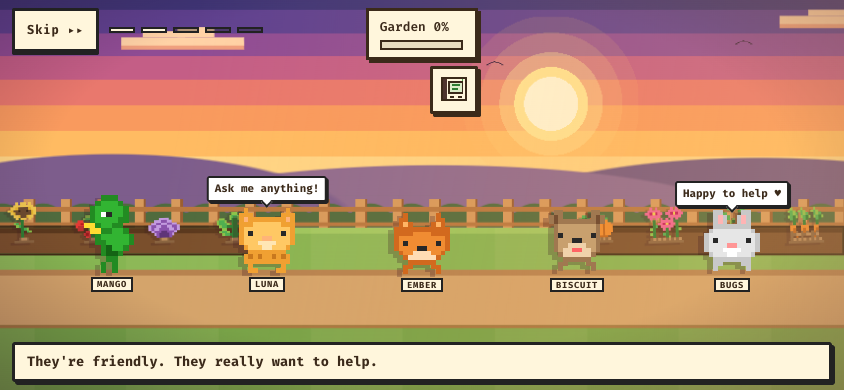 Skip ▸▸
Garden 0%
Ask me anything!
Happy to help ♥
MANGO
LUNA
EMBER
BISCUIT
BUGS
They're friendly. They really want to help.